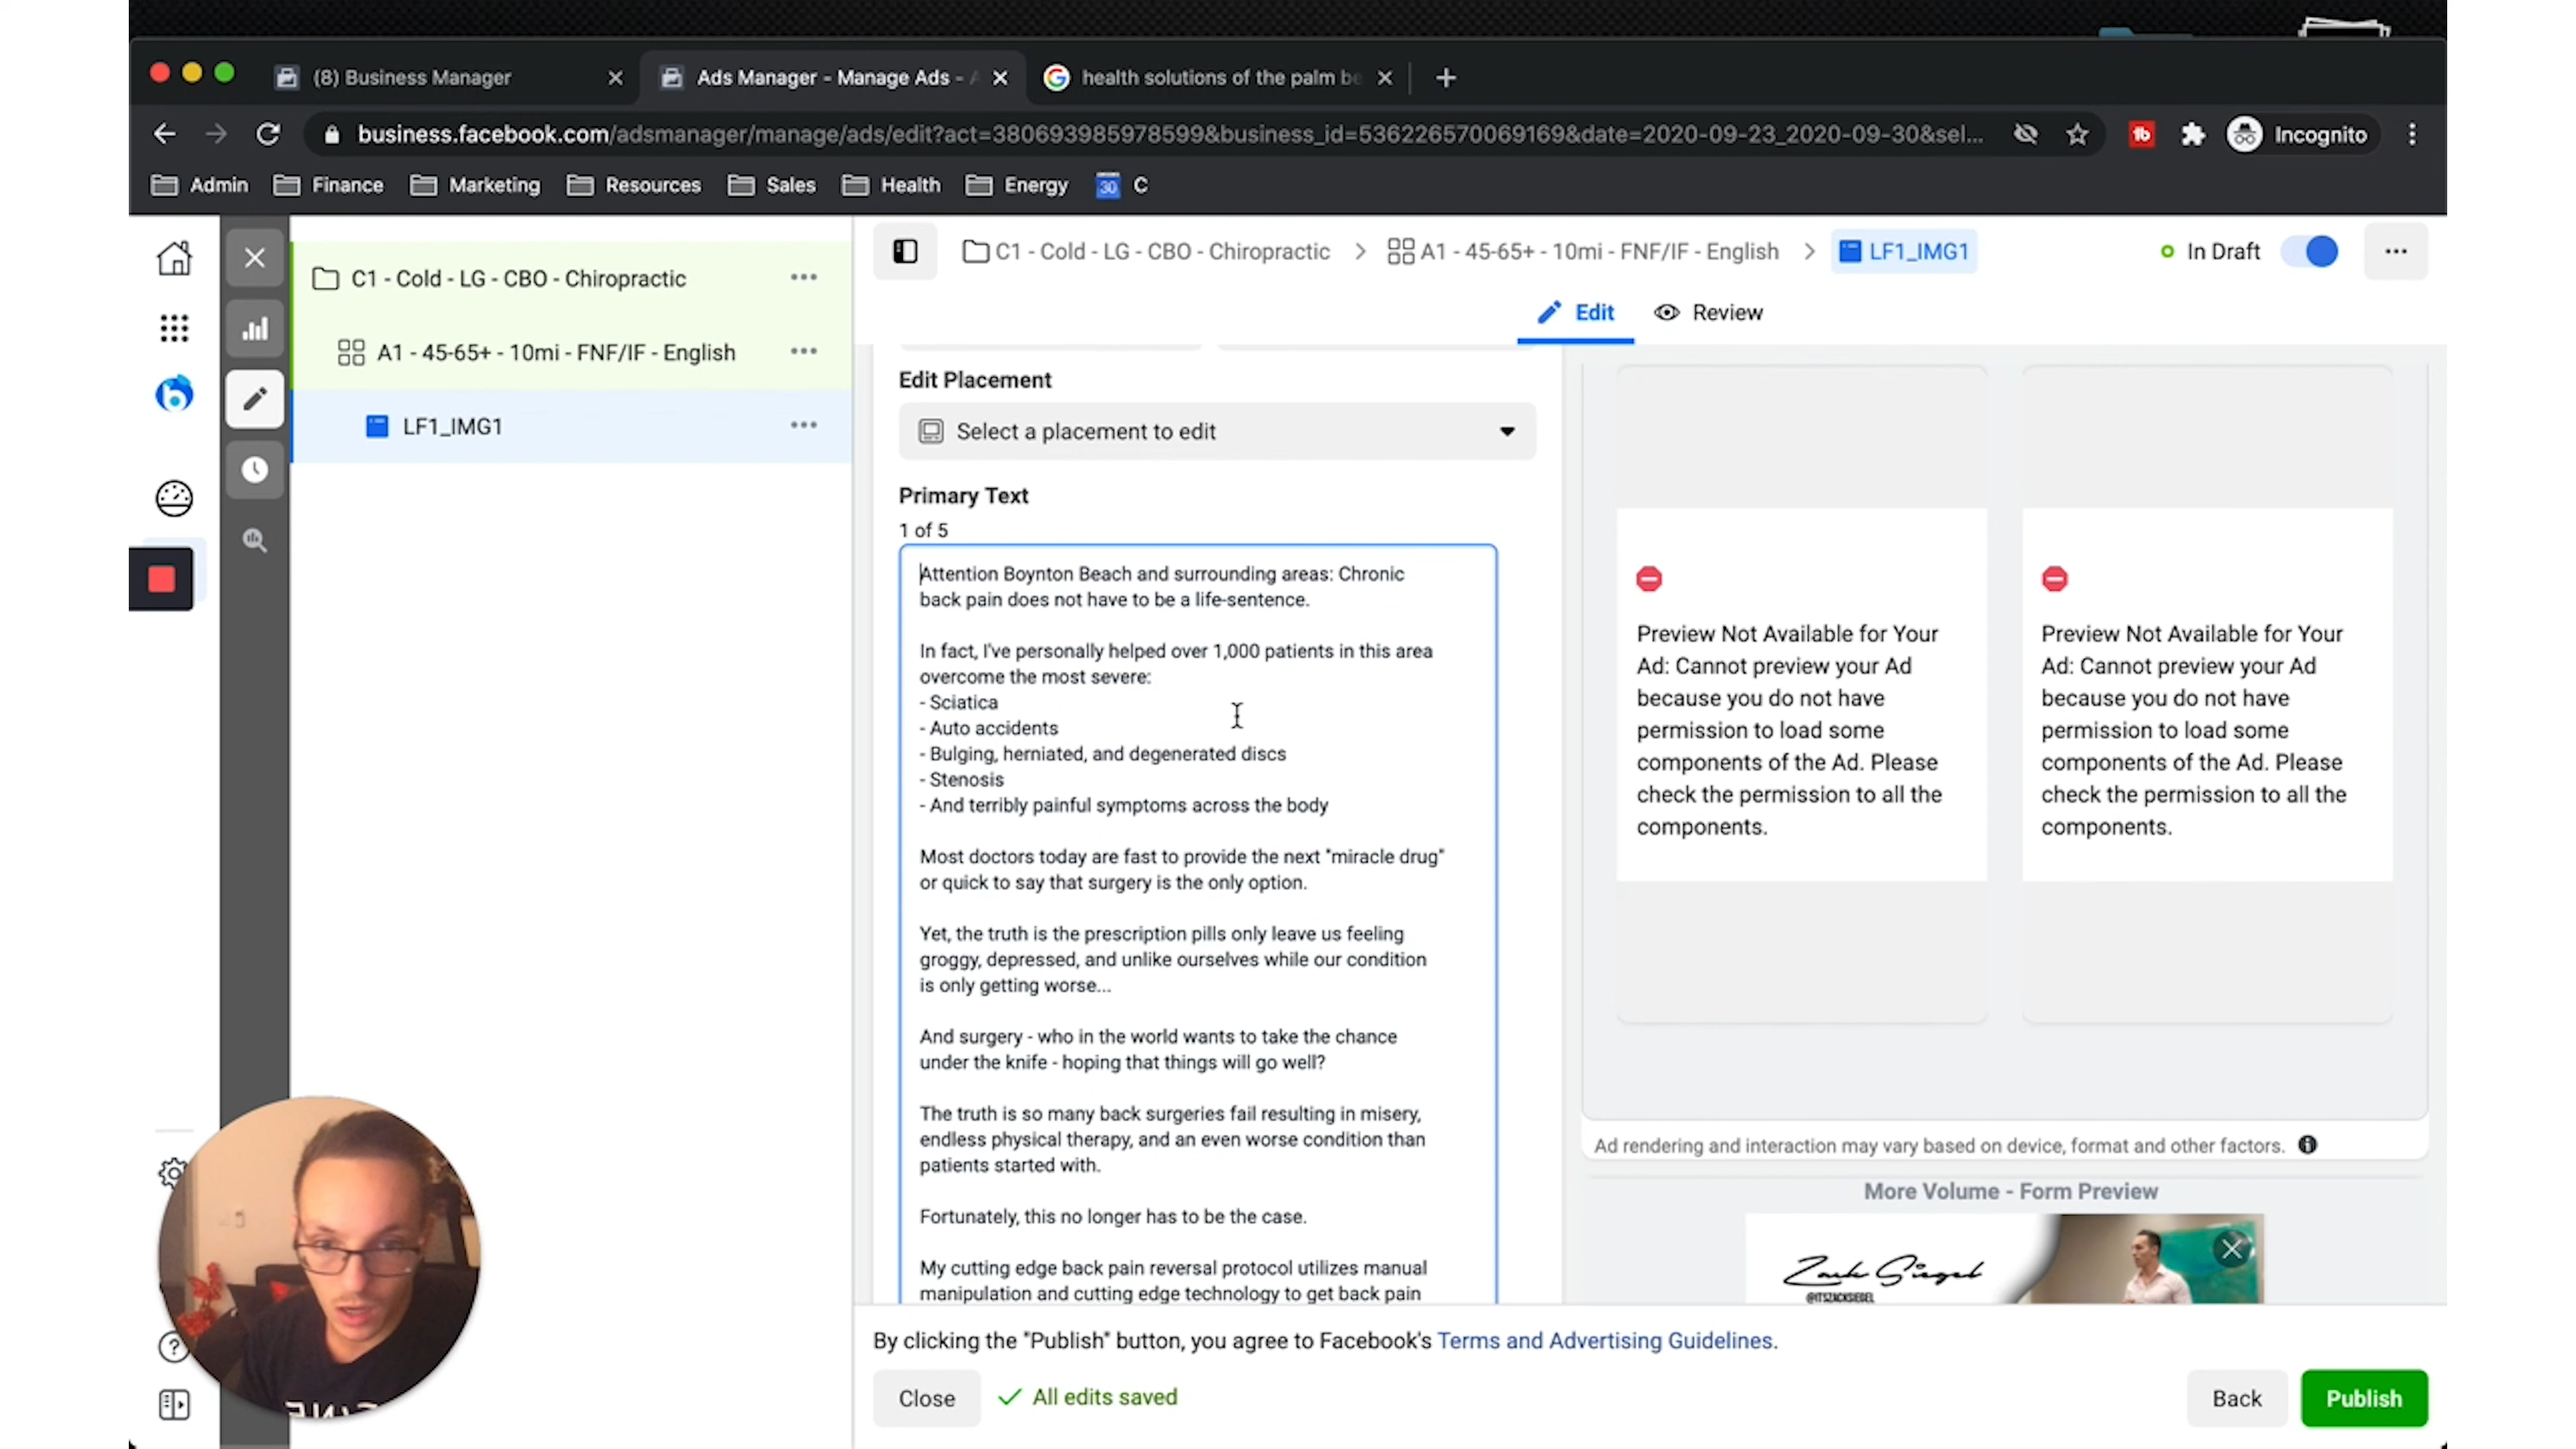 (8) Business Manager
Ads Manager - Manage Ads - A
health solutions of the palm be
business.facebook.com/adsmanager/manage/ads/edit?act=380693985978599&business_id=536226570069169&date=2020-09-23_2020-09-30&sel...
Incognito
Admin
Finance
Marketing
Resources
Sales
Health
Energy
30
C
C1 - Cold - LG - CBO - Chiropractic
A1 - 45-65+ - 10mi - FNF/IF - English
LF1_IMG1
C1 - Cold - LG - CBO - Chiropractic
A1 - 45-65+ - 10mi - FNF/IF - English
LF1_IMG1
In Draft
Edit
Review
Edit Placement
Select a placement to edit
Primary Text
1 of 5
Attention Boynton Beach and surrounding areas: Chronic
back pain does not have to be a life-sentence.
In fact, I've personally helped over 1,000 patients in this area
overcome the most severe:
- Sciatica
- Auto accidents
- Bulging, herniated, and degenerated discs
- Stenosis
- And terribly painful symptoms across the body
Most doctors today are fast to provide the next "miracle drug"
or quick to say that surgery is the only option.
Yet, the truth is the prescription pills only leave us feeling
groggy, depressed, and unlike ourselves while our condition
is only getting worse...
And surgery - who in the world wants to take the chance
under the knife - hoping that things will go well?
The truth is so many back surgeries fail resulting in misery,
endless physical therapy, and an even worse condition than
patients started with.
Fortunately, this no longer has to be the case.
My cutting edge back pain reversal protocol utilizes manual
manipulation and cutting edge technology to get back pain
Preview Not Available for Your
Ad: Cannot preview your Ad
because you do not have
permission to load some
components of the Ad. Please
check the permission to all the
components.
Preview Not Available for Your
Ad: Cannot preview your Ad
because you do not have
permission to load some
components of the Ad. Please
check the permission to all the
components.
Ad rendering and interaction may vary based on device, format and other factors.
More Volume - Form Preview
Zack Siegel
@ITSZACKSIEGEL
By clicking the "Publish" button, you agree to Facebook's Terms and Advertising Guidelines.
Close
All edits saved
Back
Publish